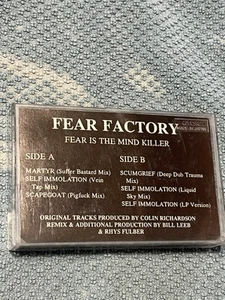 FEAR FACTORY
FEAR IS THE MIND KILLER
SIDE A
MARTYR (Suffer Bastard Mix)
SELF IMMOLATION (Vein
Tap Mix)
SCAPEGOAT (Pigfuck Mix)
SIDE B
SCUMGRIEF (Deep Dub Trauma
Mix)
SELF IMMOLATION (Liquid
Sky Mix)
SELF IMMOLATION (LP Version)
ORIGINAL TRACKS PRODUCED BY COLIN RICHARDSON
REMIX & ADDITIONAL PRODUCTION BY BILL LEEB
& RHYS FULBER